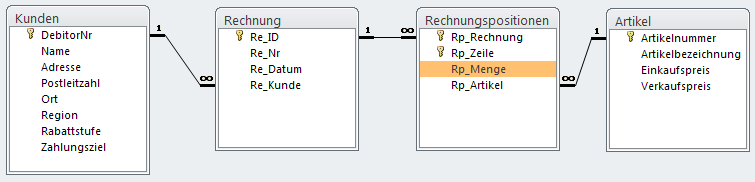 Kunden
DebitorNr
Name
Adresse
Postleitzahl
Ort
Region
Rabattstufe
Zahlungsziel
1
∞
Rechnung
Re_ID
Re_Nr
Re_Datum
Re_Kunde
1
∞
Rechnungspositionen
Rp_Rechnung
Rp_Zeile
Rp_Menge
Rp_Artikel
1
∞
Artikel
Artikelnummer
Artikelbezeichnung
Einkaufspreis
Verkaufspreis